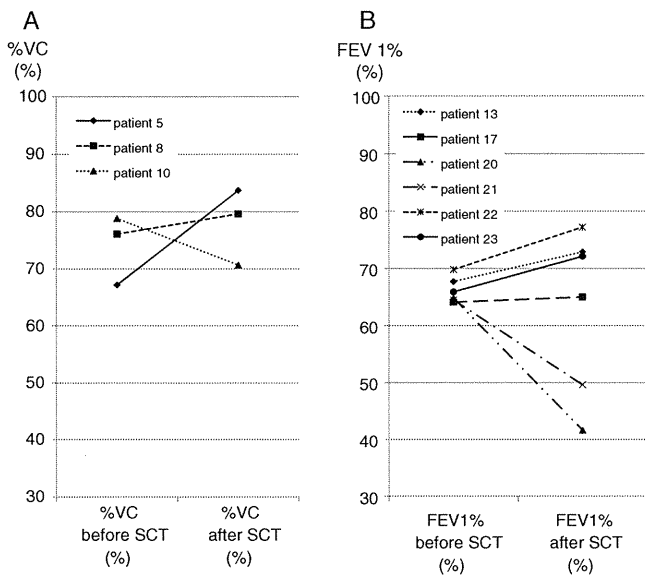 A
%VC
(%)
100
90
80
70
60
50
40
30
patient 5
patient 8
patient 10
%VC
before SCT
(%)
%VC
after SCT
(%)
B
FEV 1%
(%)
100
90
80
70
60
50
40
30
patient 13
patient 17
patient 20
patient 21
patient 22
patient 23
FEV1%
before SCT
(%)
FEV1%
after SCT
(%)